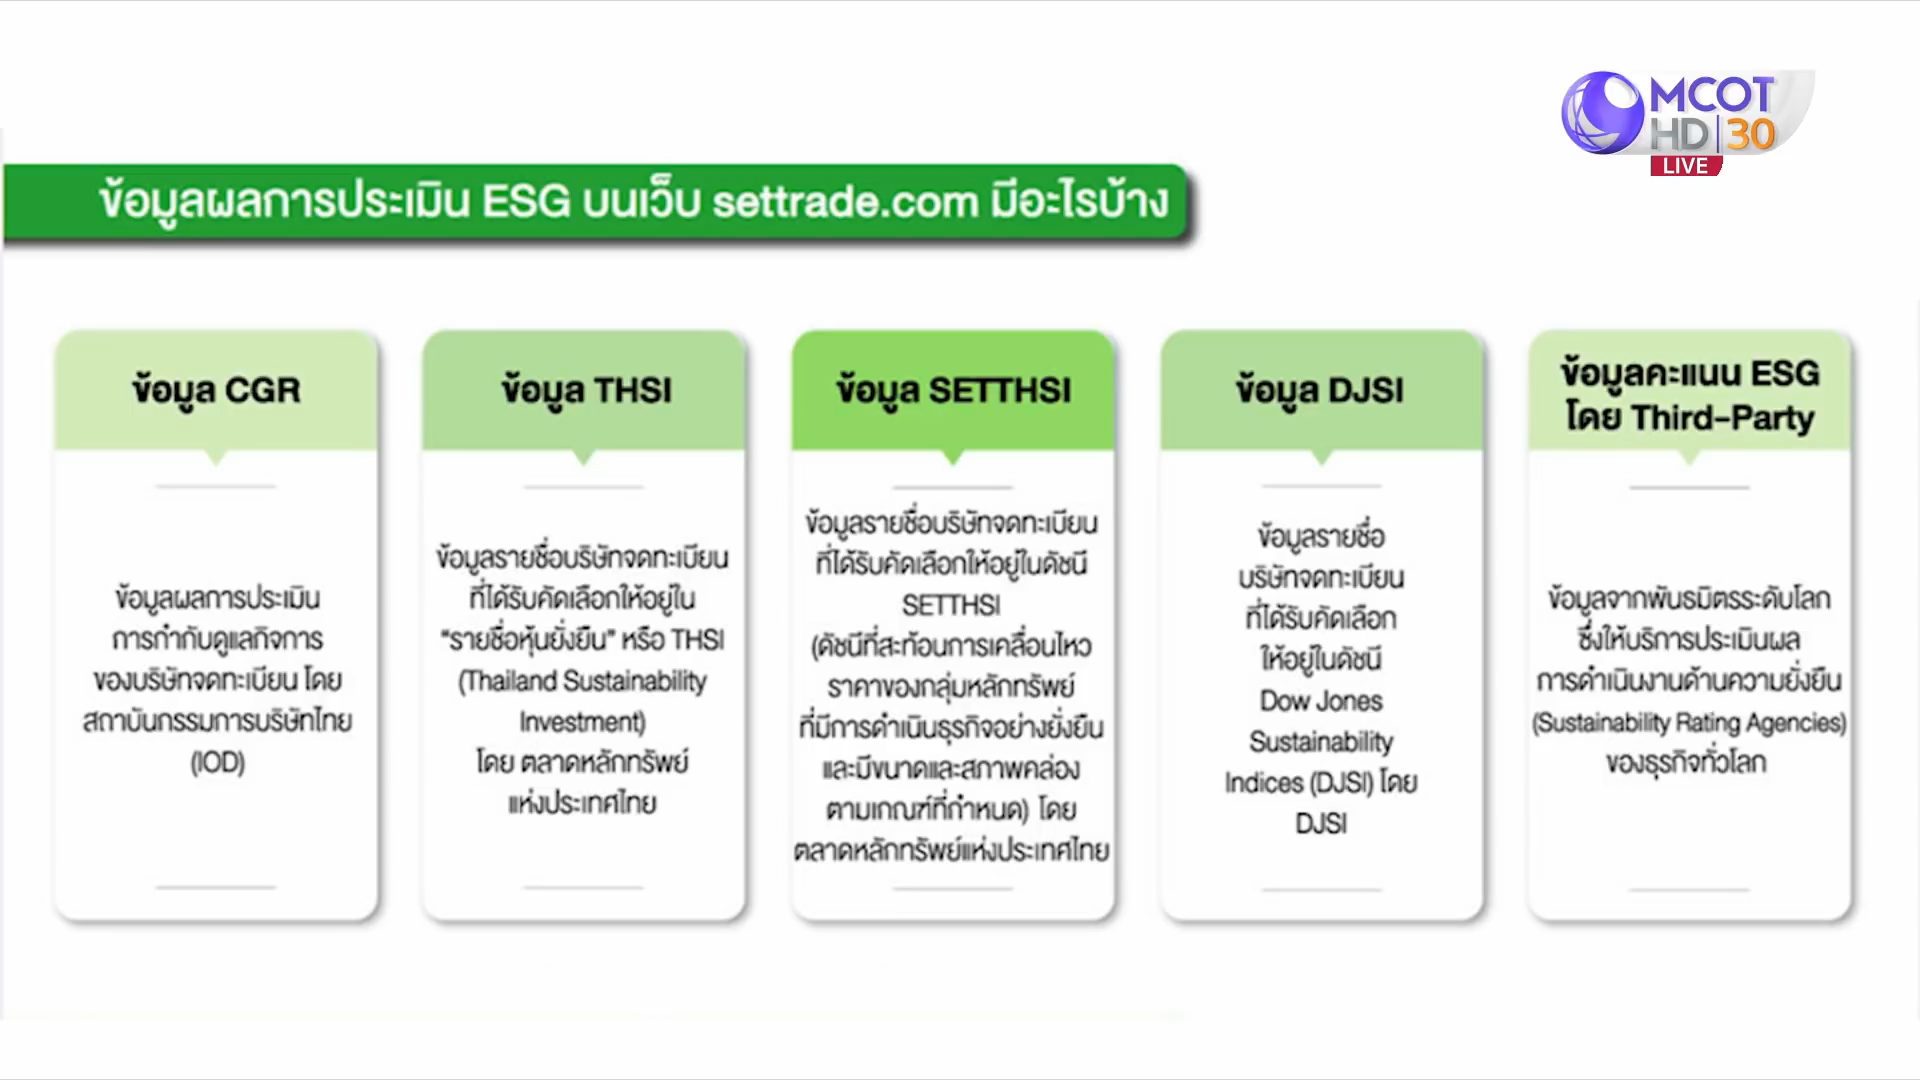 MCOT
HD 30
LIVE
ข้อมูลผลการประเมิน ESG บนเว็บ settrade.com มีอะไรบ้าง
ข้อมูล CGR
ข้อมูลผลการประเมิน
การกำกับดูแลกิจการ
ของบริษัทจดทะเบียน โดย
สถาบันกรรมการบริษัทไทย
(IOD)
ข้อมูล THSI
ข้อมูลรายชื่อบริษัทจดทะเบียน
ที่ได้รับคัดเลือกให้อยู่ใน
“รายชื่อหุ้นยั่งยืน” หรือ THSI
(Thailand Sustainability
Investment)
โดย ตลาดหลักทรัพย์
แห่งประเทศไทย
ข้อมูล SETTHSI
ข้อมูลรายชื่อบริษัทจดทะเบียน
ที่ได้รับคัดเลือกให้อยู่ในดัชนี
SETTHSI
(ดัชนีที่สะท้อนการเคลื่อนไหว
ราคาของกลุ่มหลักทรัพย์
ที่มีการดำเนินธุรกิจอย่างยั่งยืน
และมีขนาดและสภาพคล่อง
ตามเกณฑ์ที่กำหนด) โดย
ตลาดหลักทรัพย์แห่งประเทศไทย
ข้อมูล DJSI
ข้อมูลรายชื่อ
บริษัทจดทะเบียน
ที่ได้รับคัดเลือก
ให้อยู่ในดัชนี
Dow Jones
Sustainability
Indices (DJSI) โดย
DJSI
ข้อมูลคะแนน ESG
โดย Third-Party
ข้อมูลจากพันธมิตรระดับโลก
ซึ่งให้บริการประเมินผล
การดำเนินงานด้านความยั่งยืน
(Sustainability Rating Agencies)
ของธุรกิจทั่วโลก